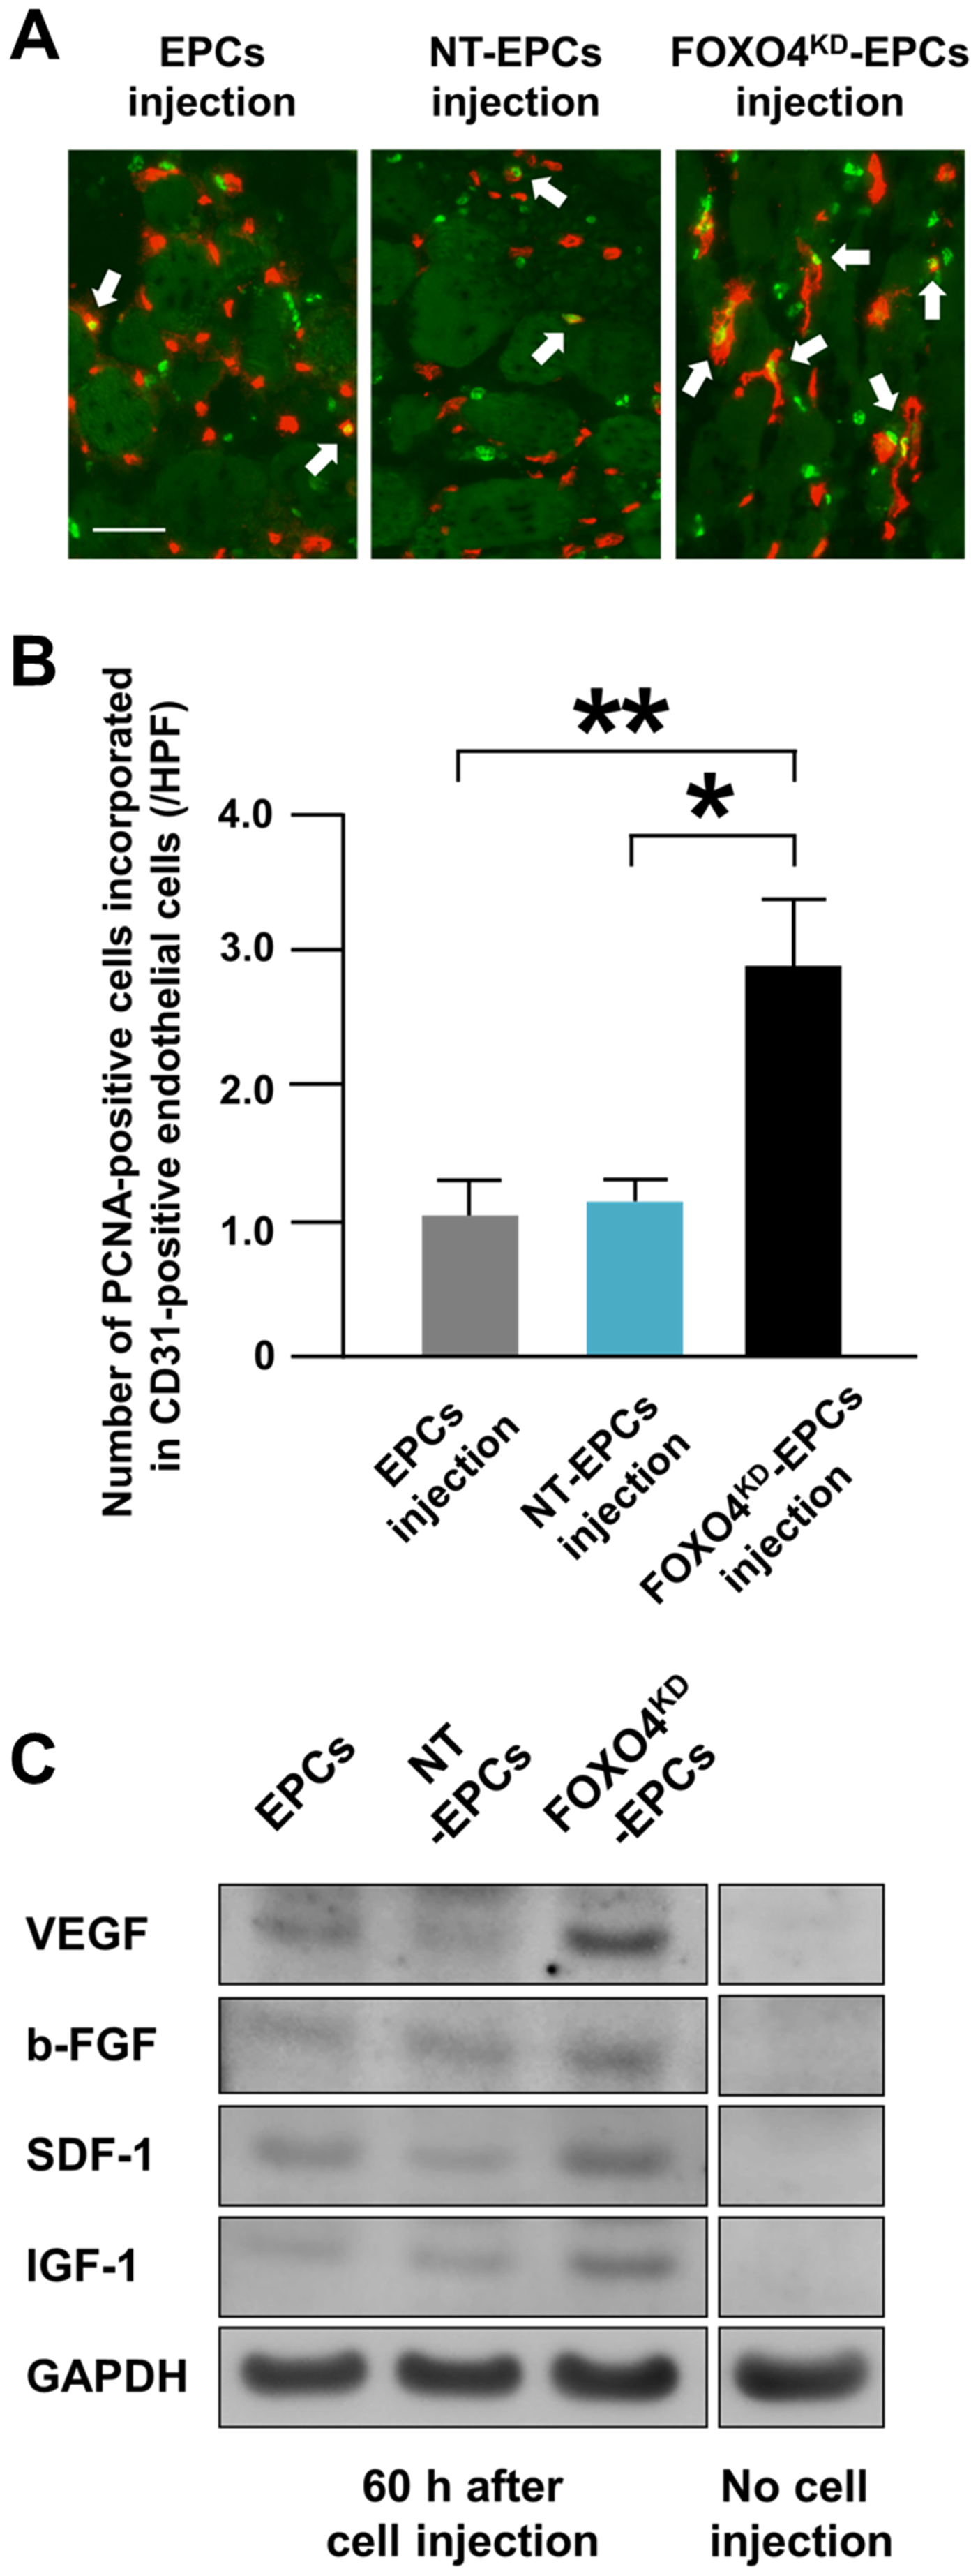 A
EPCs
injection
NT-EPCs
injection
FOXO4ᴷᴰ-EPCs
injection
B
Number of PCNA-positive cells incorporated
in CD31-positive endothelial cells (/HPF)
**
*
4.0
3.0
2.0
1.0
0
EPCs
injection
NT-EPCs
injection
FOXO4ᴷᴰ-EPCs
injection
C
EPCs
NT
-EPCs
FOXO4ᴷᴰ
-EPCs
VEGF
b-FGF
SDF-1
IGF-1
GAPDH
60 h after
cell injection
No cell
injection